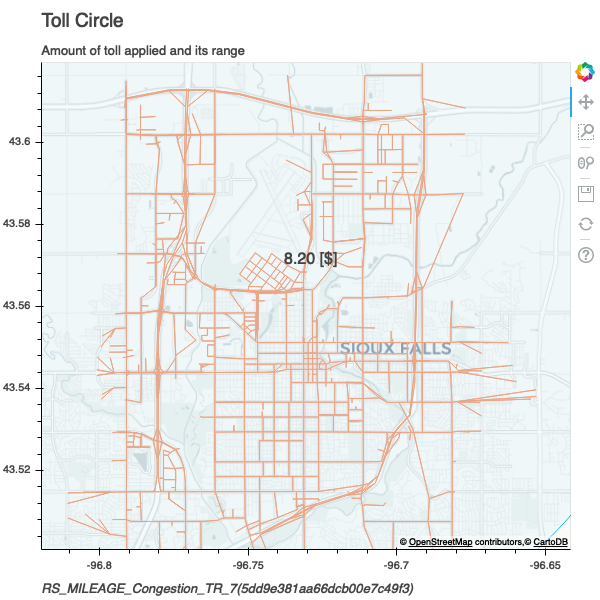 Toll Circle
Amount of toll applied and its range
43.6
43.58
8.20 [$]
43.56
SIOUX FALLS
43.54
43.52
© OpenStreetMap contributors,© CartoDB
-96.8
-96.75
-96.7
-96.65
RS_MILEAGE_Congestion_TR_7(5dd9e381aa66dcb00e7c49f3)